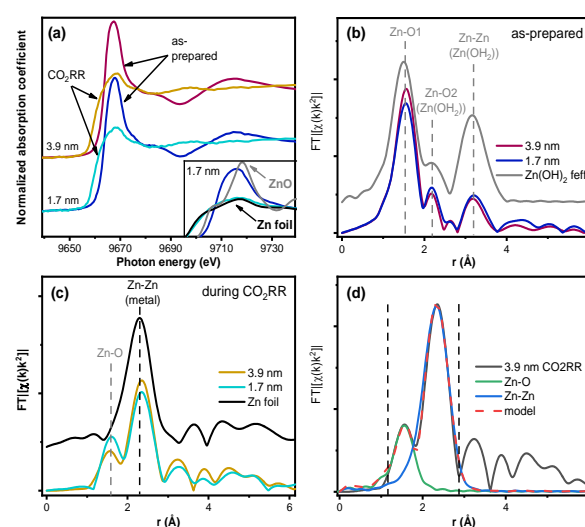 (a)
as-
prepared
CO2RR
3.9 nm
1.7 nm
1.7 nm
ZnO
Zn foil
Normalized absorption coefficient
9650 9670 9690 9710 9730
Photon energy (eV)
(b)
Zn-O1
Zn-Zn
(Zn(OH2))
as-prepared
Zn-O2
(Zn(OH2))
3.9 nm
1.7 nm
Zn(OH)2 feff
FT|[χ(k)k2]|
0 2 4
r (Å)
(c)
Zn-Zn
(metal)
during CO2RR
Zn-O
3.9 nm
1.7 nm
Zn foil
FT|[χ(k)k2]|
0 2 4 6
r (Å)
(d)
3.9 nm CO2RR
Zn-O
Zn-Zn
model
FT|[χ(k)k2]|
0 2 4
r (Å)